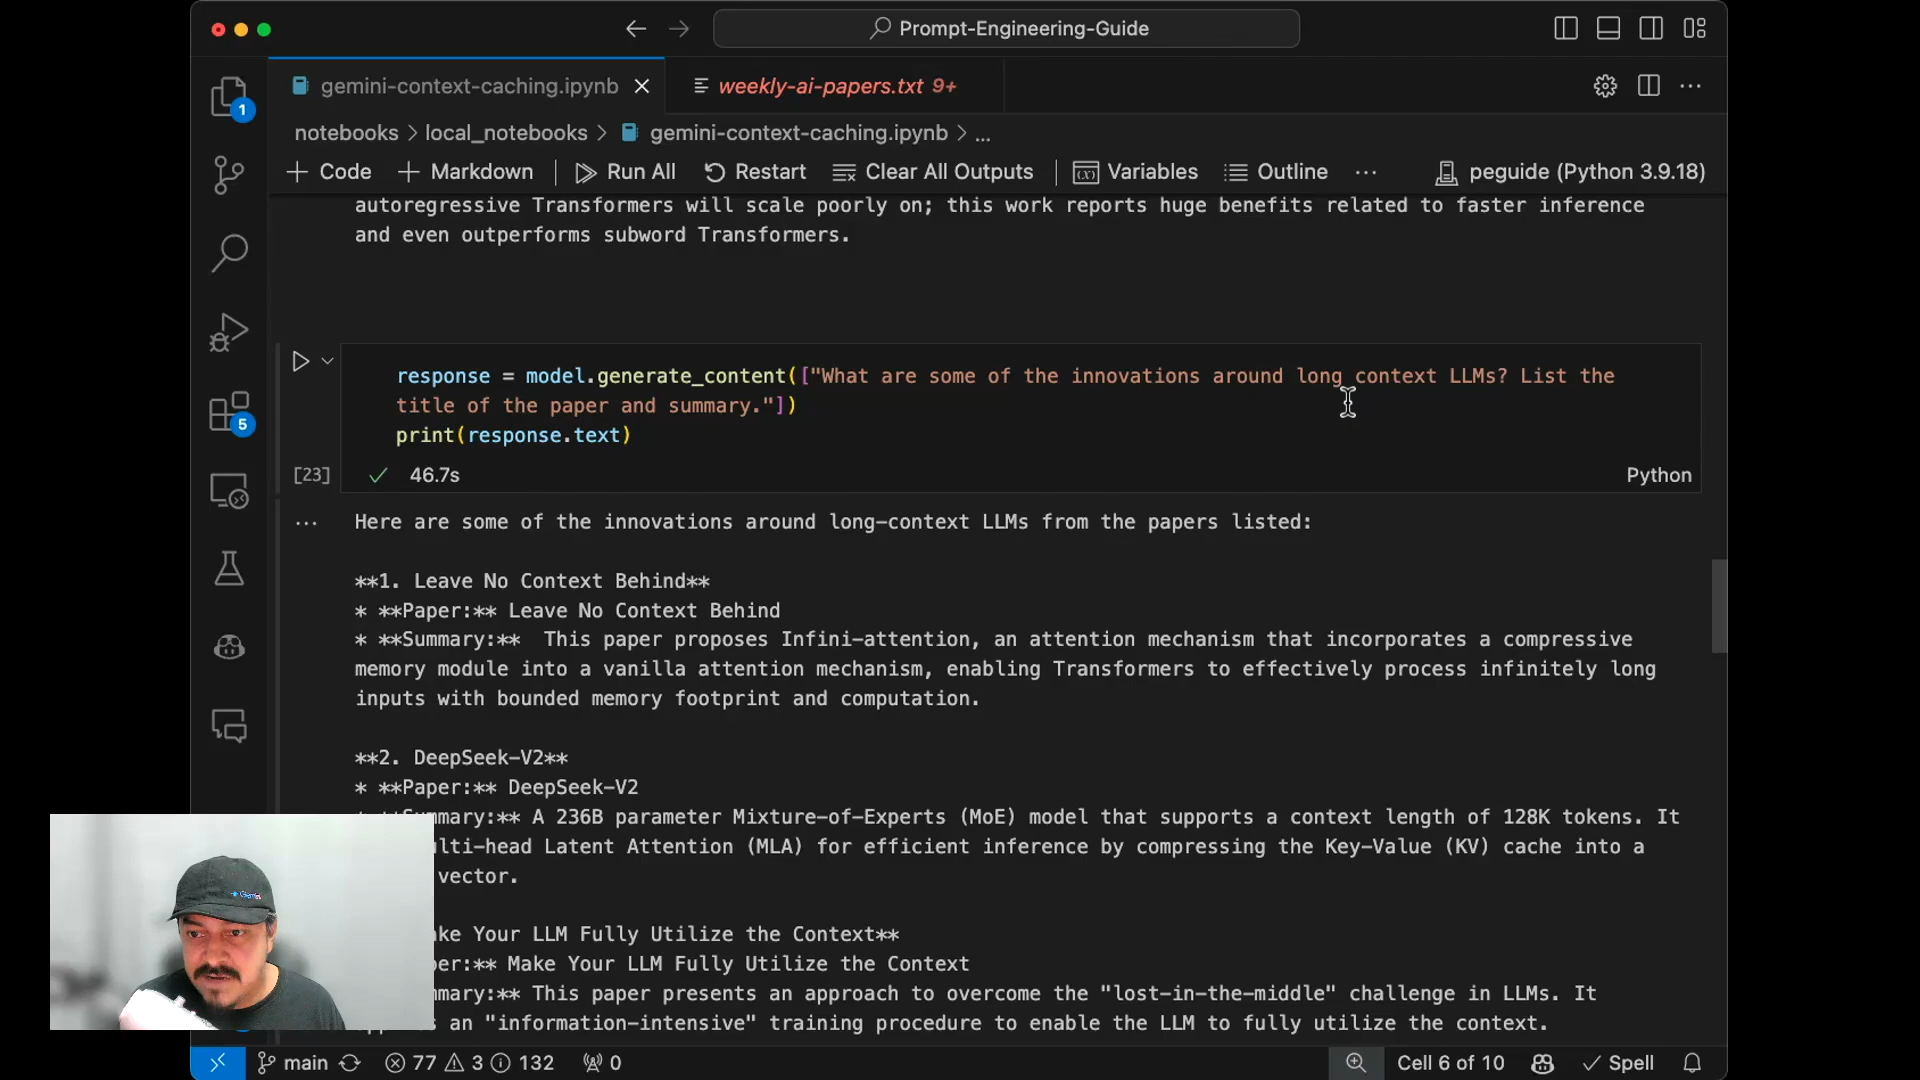 Prompt-Engineering-Guide
gemini-context-caching.ipynb
weekly-ai-papers.txt 9+
1
notebooks > local_notebooks > gemini-context-caching.ipynb > ...
+ Code + Markdown Run All Restart Clear All Outputs Variables Outline ... peguide (Python 3.9.18)
autoregressive Transformers will scale poorly on; this work reports huge benefits related to faster inference
and even outperforms subword Transformers.
response = model.generate_content(["What are some of the innovations around long context LLMs? List the
title of the paper and summary."])
print(response.text)
5
[23] ✓ 46.7s Python
... Here are some of the innovations around long-context LLMs from the papers listed:
**1. Leave No Context Behind**
* **Paper:** Leave No Context Behind
* **Summary:**  This paper proposes Infini-attention, an attention mechanism that incorporates a compressive
memory module into a vanilla attention mechanism, enabling Transformers to effectively process infinitely long
inputs with bounded memory footprint and computation.
**2. DeepSeek-V2**
* **Paper:** DeepSeek-V2
mmary:** A 236B parameter Mixture-of-Experts (MoE) model that supports a context length of 128K tokens. It
lti-head Latent Attention (MLA) for efficient inference by compressing the Key-Value (KV) cache into a
vector.
ke Your LLM Fully Utilize the Context**
er:** Make Your LLM Fully Utilize the Context
mmary:** This paper presents an approach to overcome the "lost-in-the-middle" challenge in LLMs. It
an "information-intensive" training procedure to enable the LLM to fully utilize the context.
main 77 3 132 0 Cell 6 of 10 Spell